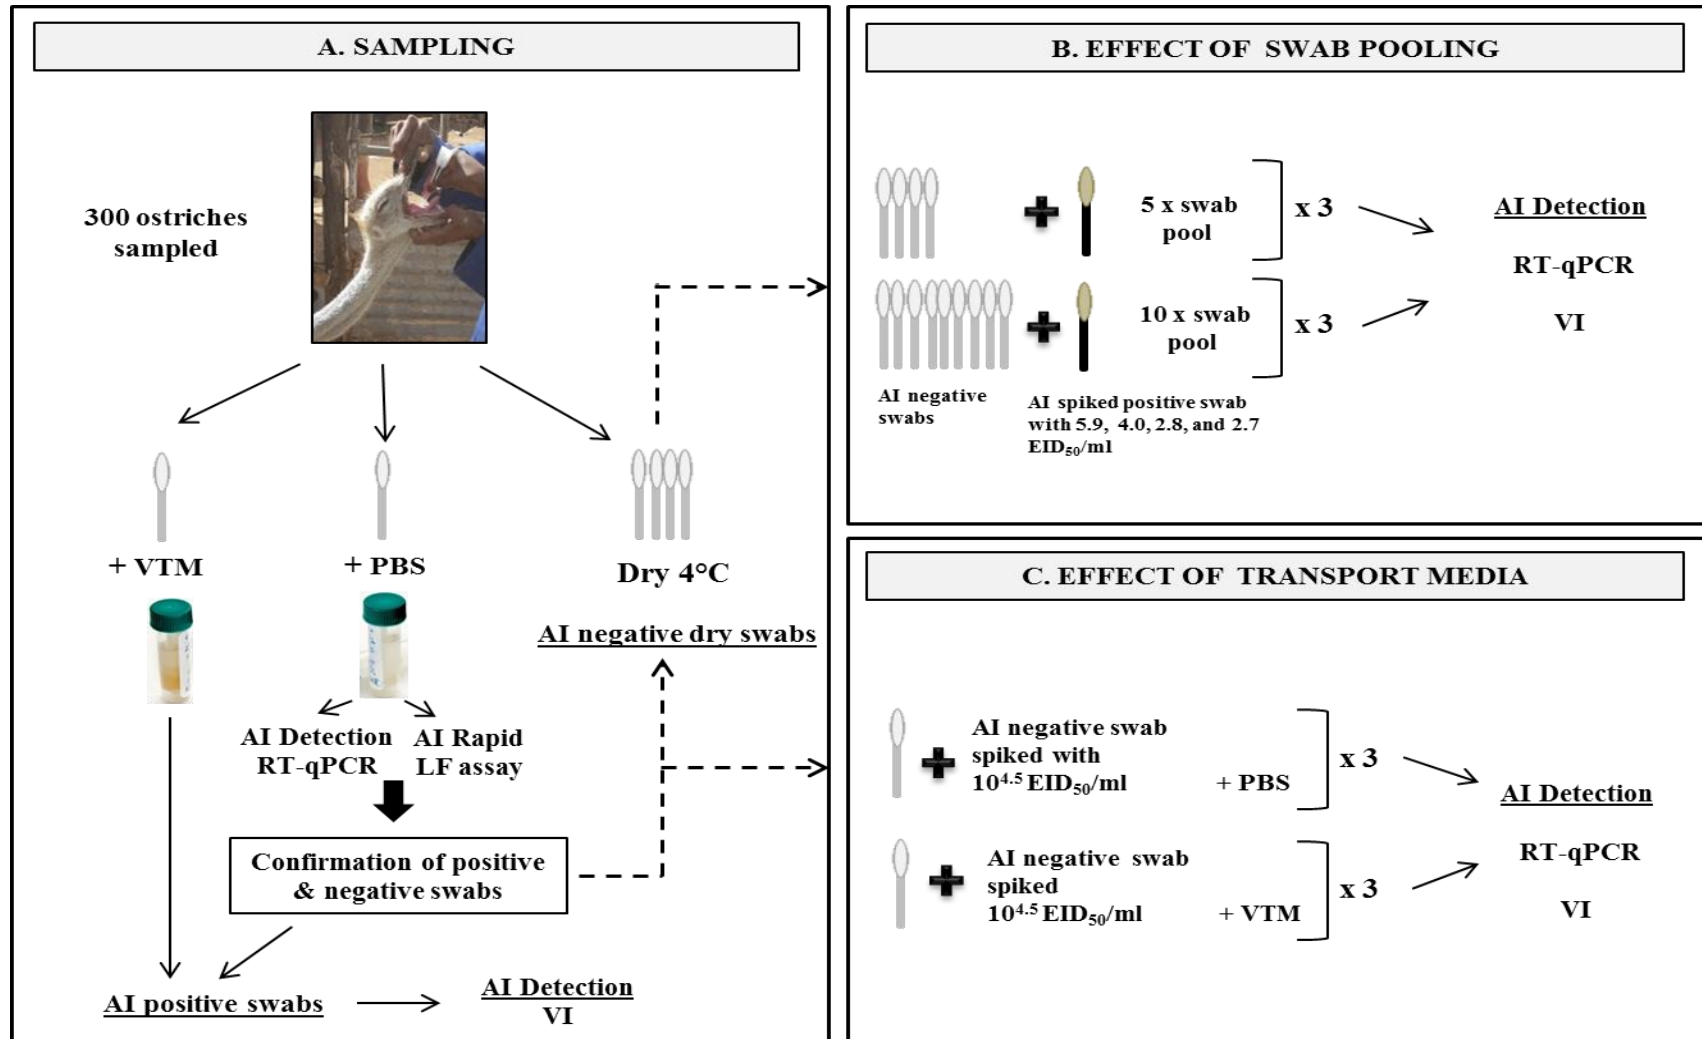 A. SAMPLING
300 ostriches
sampled
+ VTM
+ PBS
Dry 4°C
AI negative dry swabs
AI Detection
RT-qPCR
AI Rapid
LF assay
Confirmation of positive
& negative swabs
AI positive swabs
AI Detection
VI
B. EFFECT OF SWAB POOLING
5 x swab
pool
x 3
10 x swab
pool
x 3
AI negative
swabs
AI spiked positive swab
with 5.9, 4.0, 2.8, and 2.7
EID50/ml
AI Detection
RT-qPCR
VI
C. EFFECT OF TRANSPORT MEDIA
AI negative swab
spiked with
10^4.5 EID50/ml
+ PBS
x 3
AI negative swab
spiked
10^4.5 EID50/ml
+ VTM
x 3
AI Detection
RT-qPCR
VI